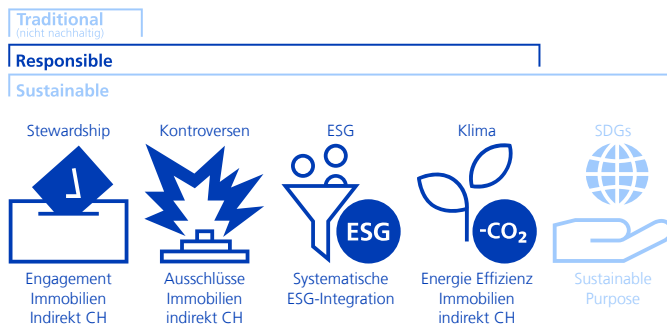 Traditional
(nicht nachhaltig)
Responsible
Sustainable
Stewardship
Kontroversen
ESG
Klima
SDGs
ESG
-CO₂
Engagement
Immobilien
Indirekt CH
Ausschlüsse
Immobilien
indirekt CH
Systematische
ESG-Integration
Energie Effizienz
Immobilien
indirekt CH
Sustainable
Purpose